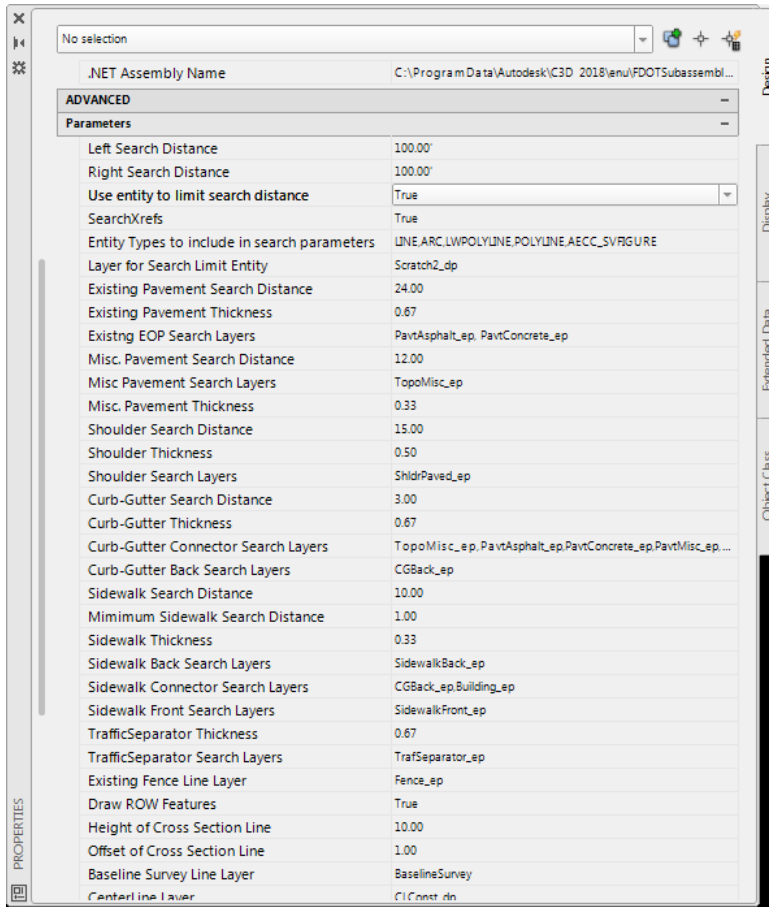 No selection
.NET Assembly Name C:\ProgramData\Autodesk\C3D 2018\enu\FDOTSubassembl...
ADVANCED
Parameters
Left Search Distance 100.00'
Right Search Distance 100.00'
Use entity to limit search distance True
SearchXrefs True
Entity Types to include in search parameters LINE,ARC,LWPOLYLINE,POLYLINE,AECC_SVFIGURE
Layer for Search Limit Entity Scratch2_dp
Existing Pavement Search Distance 24.00
Existing Pavement Thickness 0.67
Existng EOP Search Layers PavtAsphalt_ep, PavtConcrete_ep
Misc. Pavement Search Distance 12.00
Misc Pavement Search Layers TopoMisc_ep
Misc. Pavement Thickness 0.33
Shoulder Search Distance 15.00
Shoulder Thickness 0.50
Shoulder Search Layers ShldrPaved_ep
Curb-Gutter Search Distance 3.00
Curb-Gutter Thickness 0.67
Curb-Gutter Connector Search Layers TopoMisc_ep,PavtAsphalt_ep,PavtConcrete_ep,PavtMisc_ep,...
Curb-Gutter Back Search Layers CGBack_ep
Sidewalk Search Distance 10.00
Mimimum Sidewalk Search Distance 1.00
Sidewalk Thickness 0.33
Sidewalk Back Search Layers SidewalkBack_ep
Sidewalk Connector Search Layers CGBack_ep,Building_ep
Sidewalk Front Search Layers SidewalkFront_ep
TrafficSeparator Thickness 0.67
TrafficSeparator Search Layers TrafSeparator_ep
Existing Fence Line Layer Fence_ep
Draw ROW Features True
Height of Cross Section Line 10.00
Offset of Cross Section Line 1.00
Baseline Survey Line Layer BaselineSurvey
CenterLine Layer CLConst_dp
PROPERTIES
Design
Display
Extended Data
Object Class